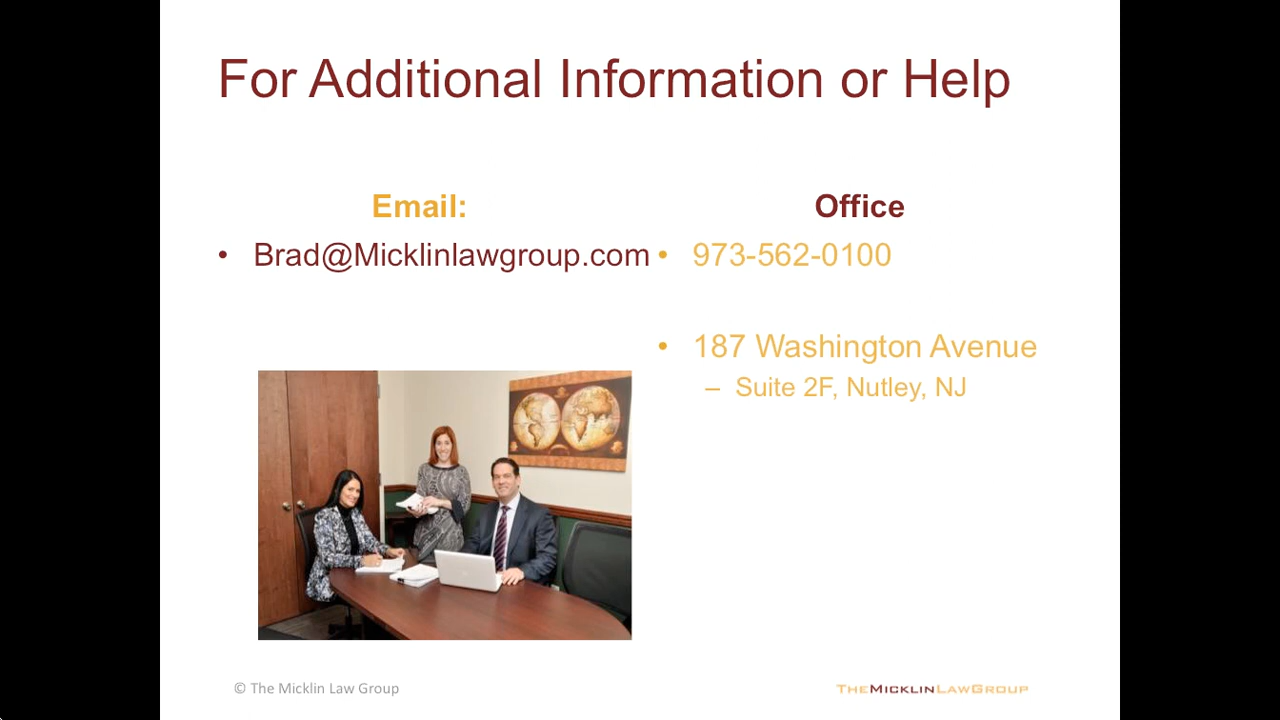 For Additional Information or Help
Email:
• Brad@Micklinlawgroup.com
Office
• 973-562-0100
• 187 Washington Avenue
– Suite 2F, Nutley, NJ
© The Micklin Law Group
THEMICKLINLAWGROUP